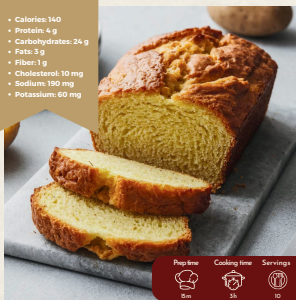 Calories: 140
Protein: 4 g
Carbohydrates: 24 g
Fats: 3 g
Fiber: 1 g
Cholesterol: 10 mg
Sodium: 190 mg
Potassium: 60 mg
Prep time Cooking time Servings
15m 3h 10